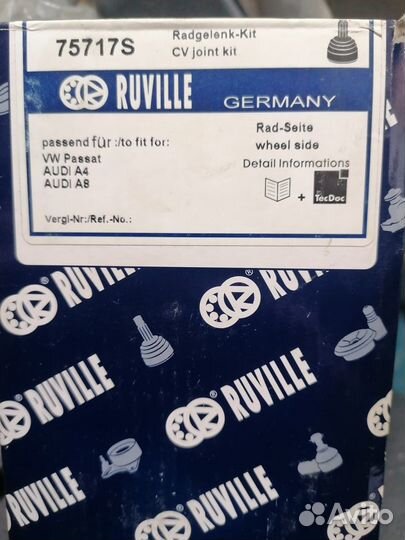 75717S
Radgelenk-Kit
CV joint kit
RUVILLE
GERMANY
passend für :/to fit for:
VW Passat
AUDI A4
AUDI A8
Rad-Seite
wheel side
Detail Informations
+
TecDoc
Vergl-Nr:/Ref.-No.:
RUVILLE
RUVILLE
RUVILLE
RUVILLE
RUVILLE
Avito